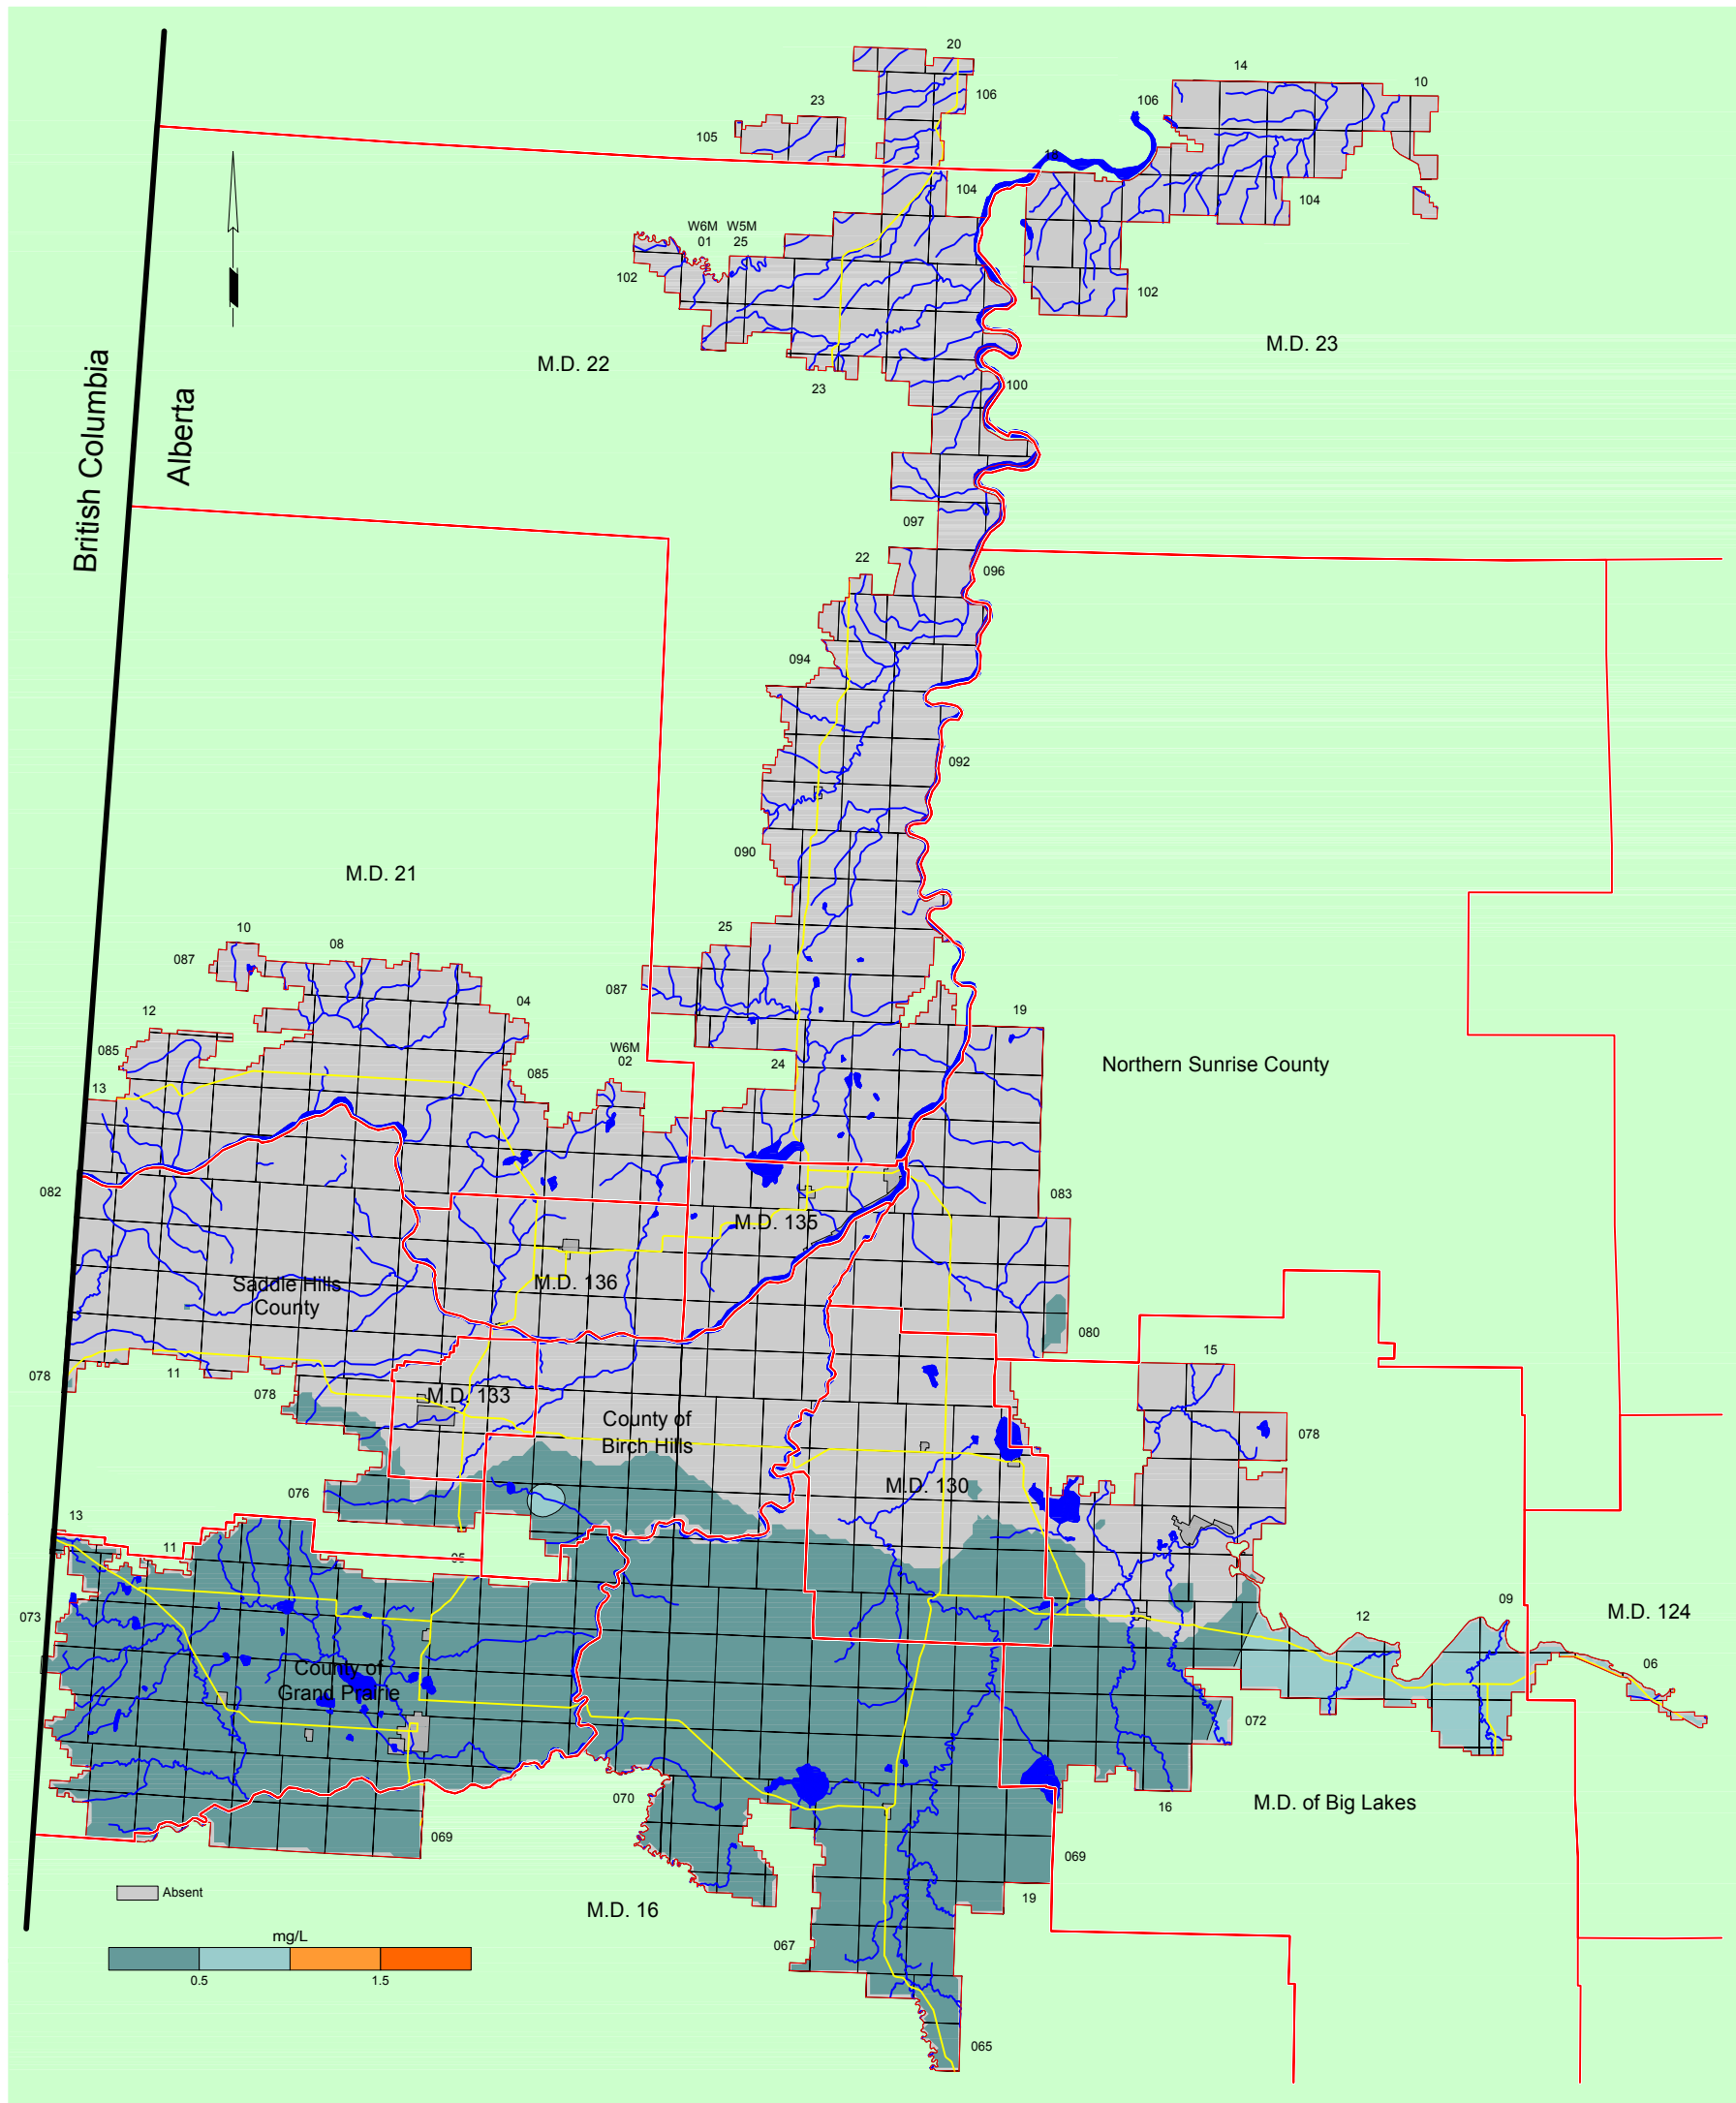 20
14
10
23
106
106
105
18
104
104
W6M W5M
01 25
102
102
M.D. 23
M.D. 22
100
23
British Columbia
Alberta
097
22
096
094
092
090
M.D. 21
25
10
08
087
087
04
12
19
W6M
02
085
24
Northern Sunrise County
085
13
082
083
M.D. 135
M.D. 136
Saddle Hills
County
080
15
078
11
078
M.D. 133
County of
Birch Hills
078
M.D. 130
076
13
11
05
073
12
09
M.D. 124
06
County of
Grand Prairie
072
070
16
M.D. of Big Lakes
069
069
Absent
19
M.D. 16
mg/L
067
0.5
1.5
065